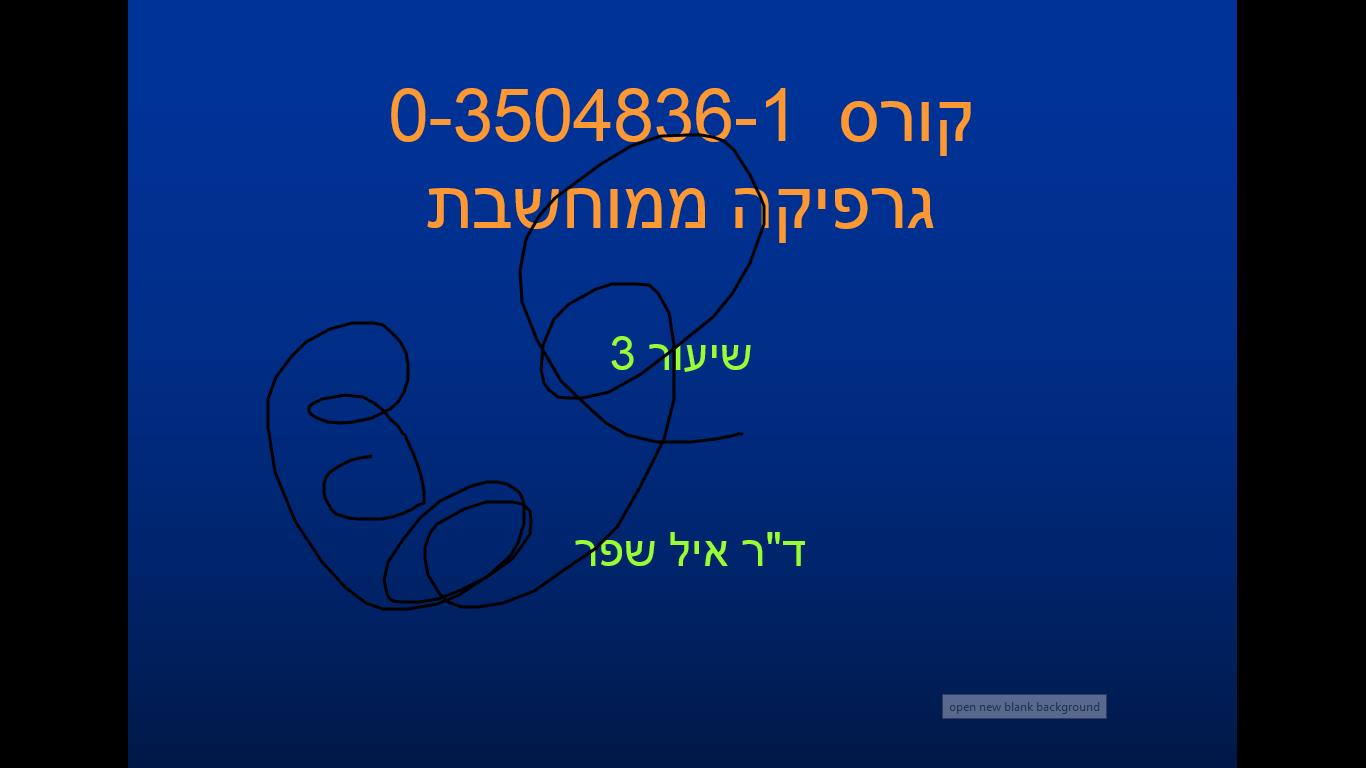 קורס 0-3504836-1
גרפיקה ממוחשבת
שיעור 3
ד"ר איל שפר
open new blank background